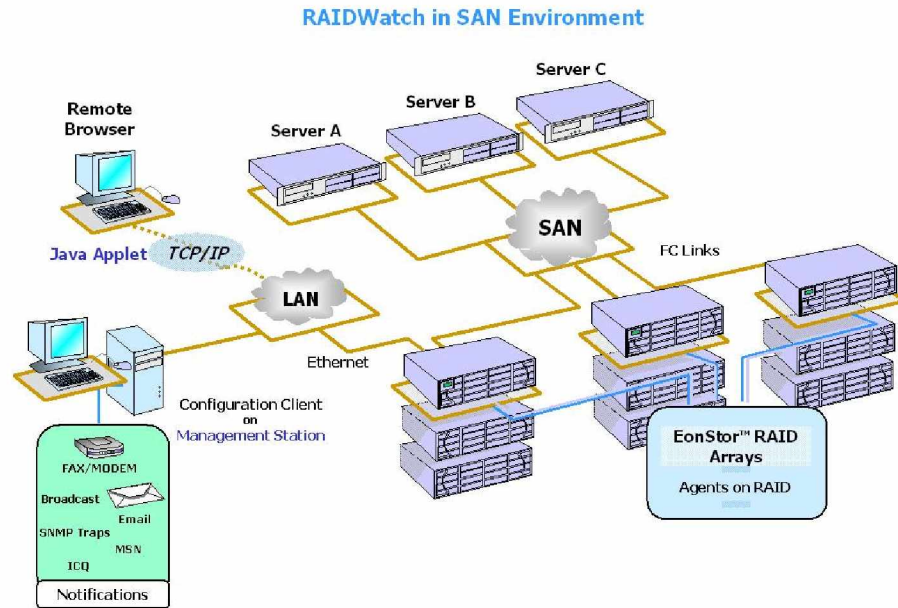 RAIDWatch in SAN Environment
Server C
Server B
Server A
Remote
Browser
SAN
Java Applet
TCP/IP
FC Links
LAN
Ethernet
Configuration Client
on
Management Station
FAX/MODEM
Broadcast
Email
SNMP Traps
MSN
ICQ
Notifications
EonStor™ RAID
Arrays
Agents on RAID